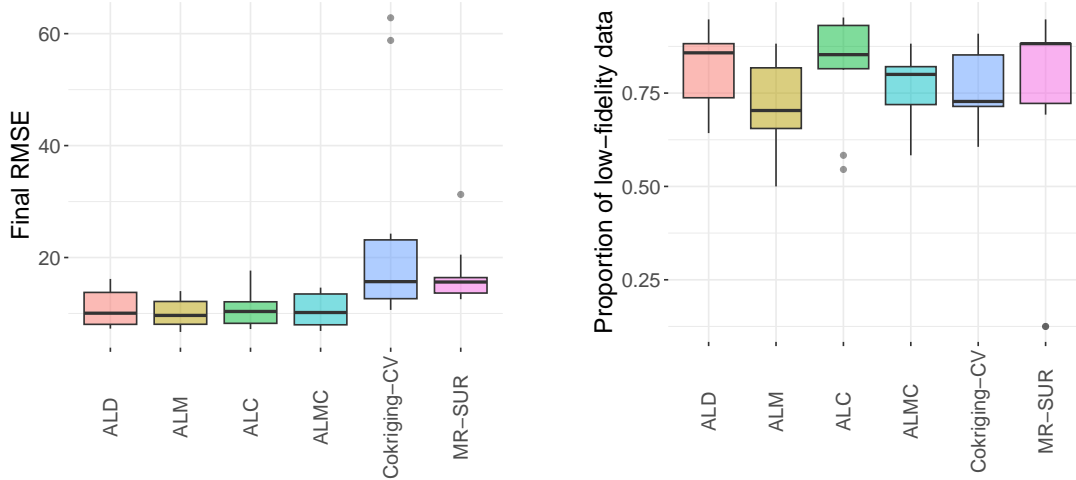 Final RMSE
60
40
20
ALD
ALM
ALC
ALMC
Cokriging−CV
MR−SUR
Proportion of low−fidelity data
0.75
0.50
0.25
ALD
ALM
ALC
ALMC
Cokriging−CV
MR−SUR